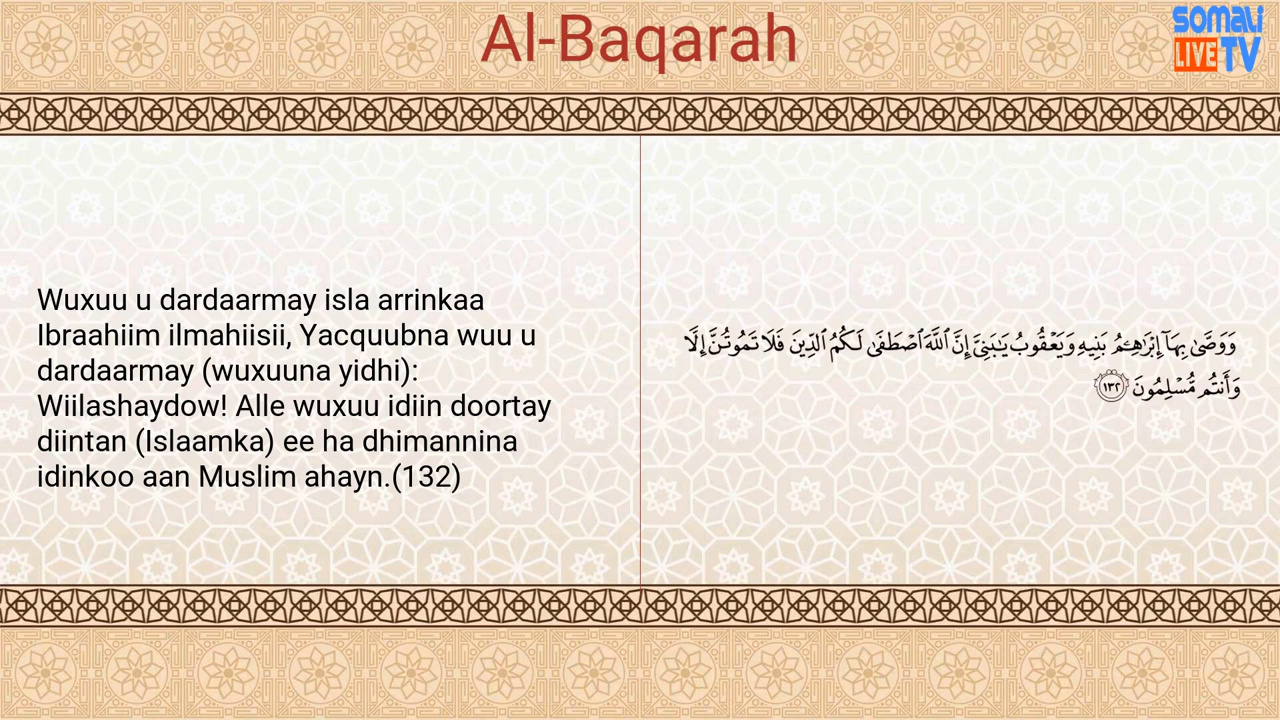 Al-Baqarah
SOMALI
LIVE TV
Wuxuu u dardaarmay isla arrinkaa
Ibraahiim ilmahiisii, Yacquubna wuu u
dardaarmay (wuxuuna yidhi):
Wiilashaydow! Alle wuxuu idiin doortay
diintan (Islaamka) ee ha dhimannina
idinkoo aan Muslim ahayn.(132)
وَوَصَّىٰ بِهَآ إِبْرَٰهِـۧمُ بَنِيهِ وَيَعْقُوبُ يَـٰبَنِىَّ إِنَّ ٱللَّهَ ٱصْطَفَىٰ لَكُمُ ٱلدِّينَ فَلَا تَمُوتُنَّ إِلَّا
وَأَنتُم مُّسْلِمُونَ ١٣٢